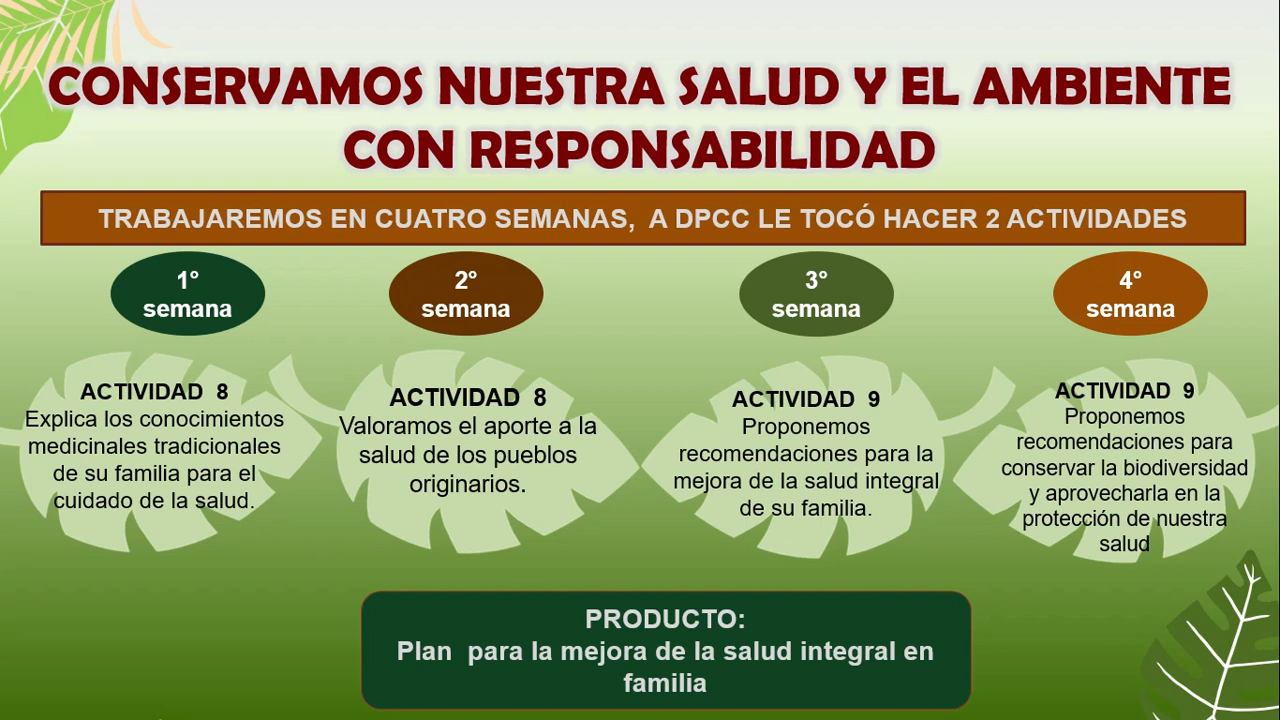 CONSERVAMOS NUESTRA SALUD Y EL AMBIENTE
CON RESPONSABILIDAD
TRABAJAREMOS EN CUATRO SEMANAS, A DPCC LE TOCÓ HACER 2 ACTIVIDADES
1°
semana
2°
semana
3°
semana
4°
semana
ACTIVIDAD 8
Explica los conocimientos
medicinales tradicionales
de su familia para el
cuidado de la salud.
ACTIVIDAD 8
Valoramos el aporte a la
salud de los pueblos
originarios.
ACTIVIDAD 9
Proponemos
recomendaciones para la
mejora de la salud integral
de su familia.
ACTIVIDAD 9
Proponemos
recomendaciones para
conservar la biodiversidad
y aprovecharla en la
protección de nuestra
salud
PRODUCTO:
Plan para la mejora de la salud integral en
familia